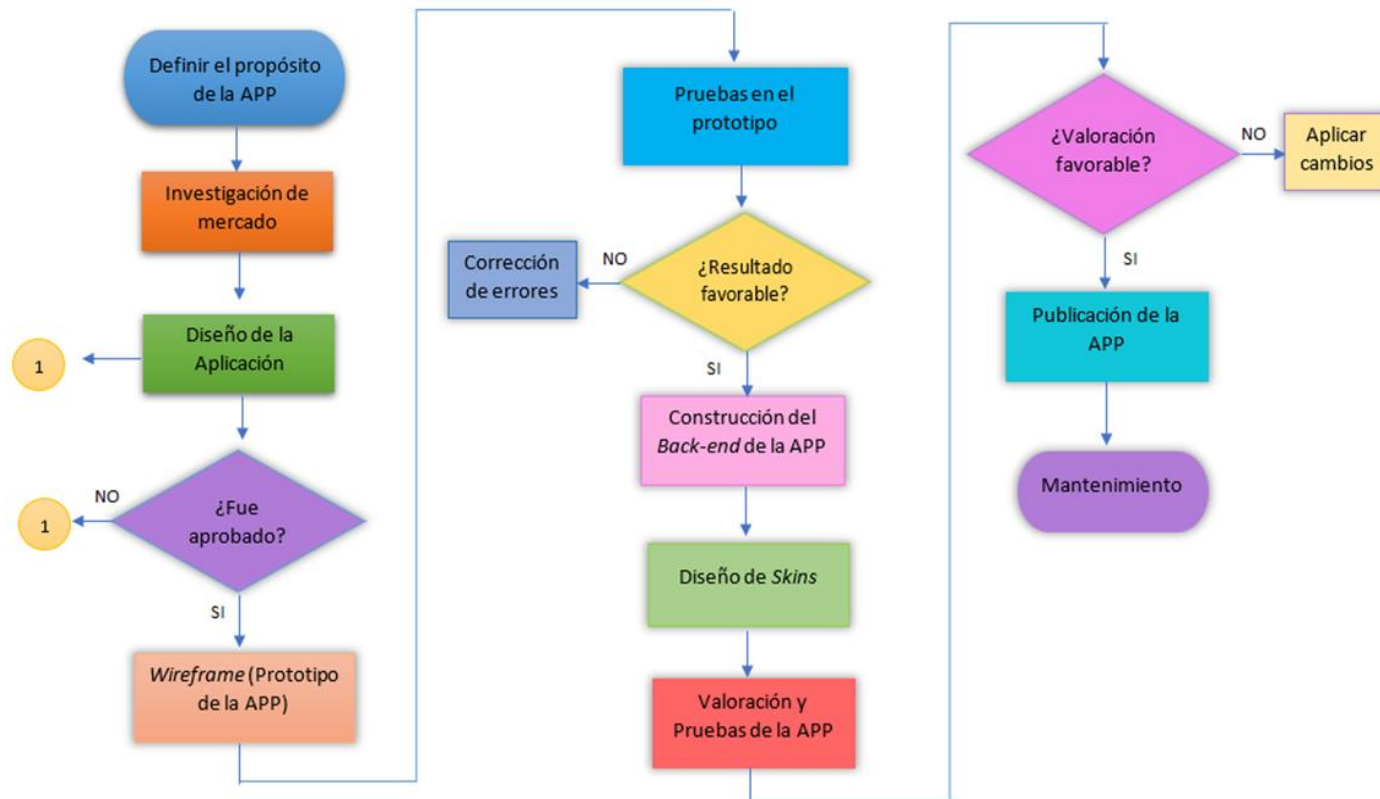 Definir el propósito
de la APP
Investigación de
mercado
Diseño de la
Aplicación
1
¿Fue
aprobado?
NO
1
SI
Wireframe (Prototipo
de la APP)
Pruebas en el
prototipo
¿Resultado
favorable?
NO
Corrección
de errores
SI
Construcción del
Back-end de la APP
Diseño de Skins
Valoración y
Pruebas de la APP
¿Valoración
favorable?
NO
Aplicar
cambios
SI
Publicación de la
APP
Mantenimiento